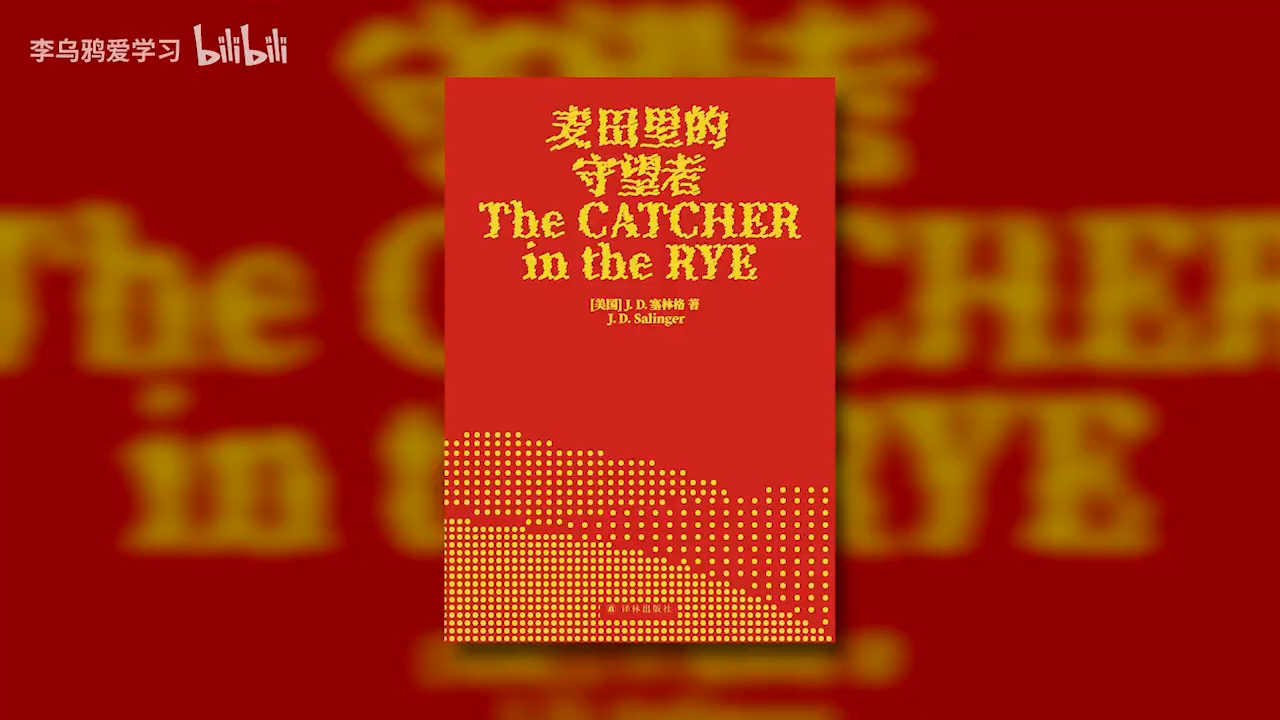 李乌鸦爱学习 bilibili
麦田里的
守望者
The CATCHER
in the RYE
[美国] J. D. 塞林格 著
J. D. Salinger
译林出版社